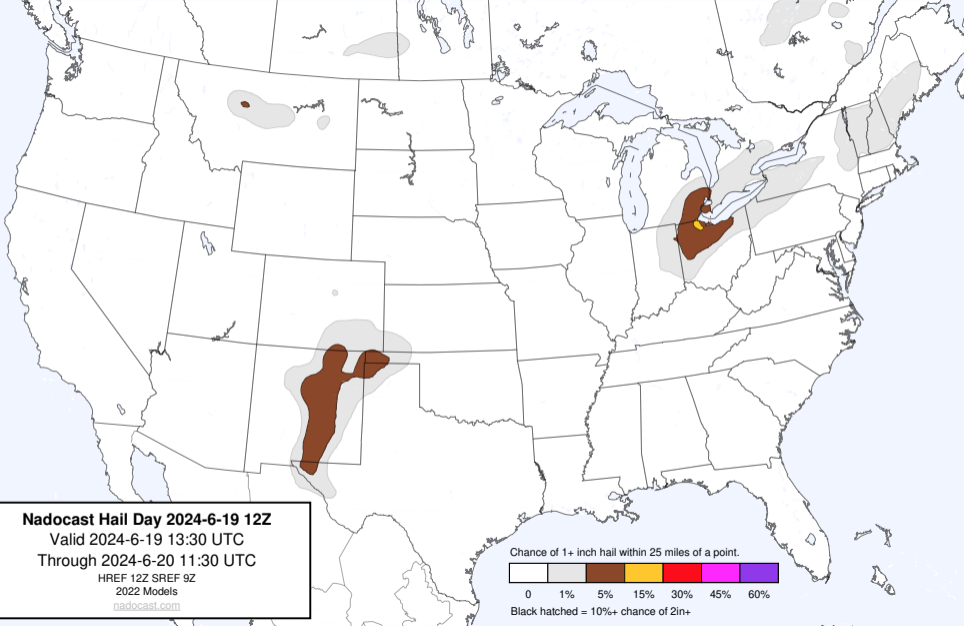 Nadocast Hail Day 2024-6-19 12Z
Valid 2024-6-19 13:30 UTC
Through 2024-6-20 11:30 UTC
HREF 12Z SREF 9Z
2022 Models
nadocast.com
Chance of 1+ inch hail within 25 miles of a point.
0 1% 5% 15% 30% 45% 60%
Black hatched = 10%+ chance of 2in+